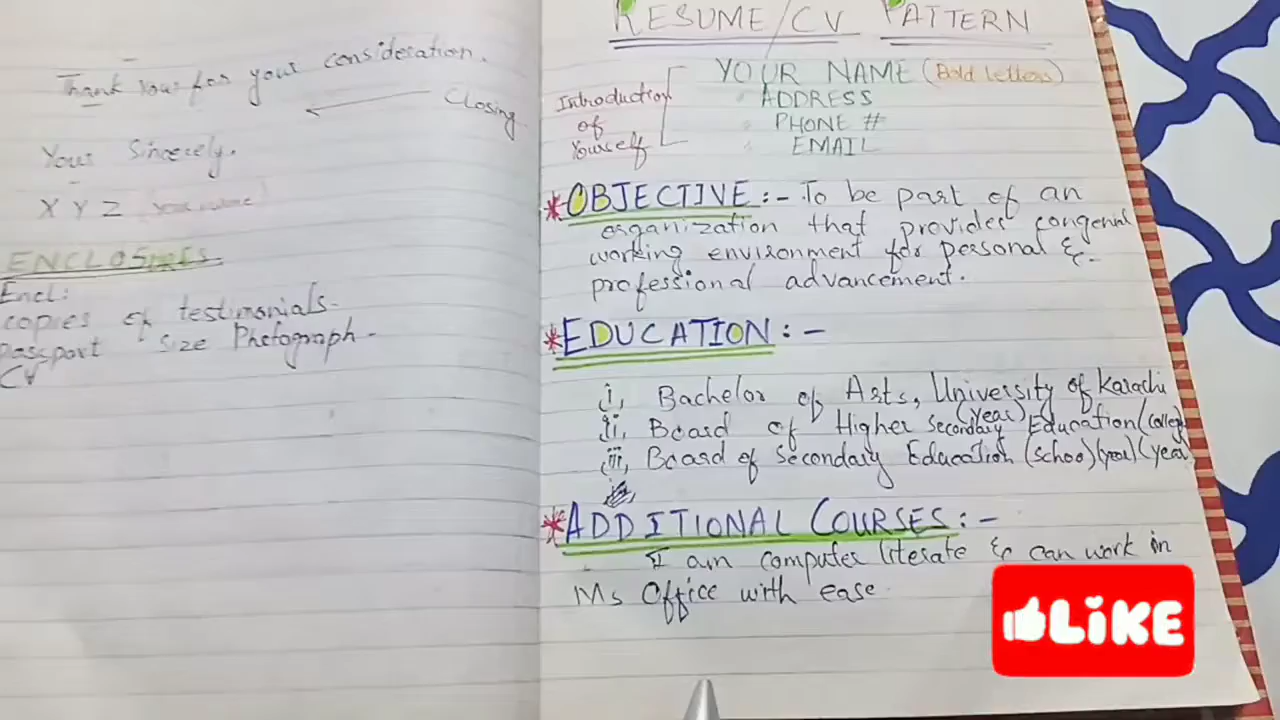 Thank your for your consideration.
Closing
Your Sincerely.
X Y Z (Your name)
ENCLOSURES
Encl:
copies of testimonials.
Passport size Photograph.
CV
RESUME/CV PATTERN
Introduction
of
Yourself
YOUR NAME (Bold Letters)
ADDRESS
PHONE #
EMAIL
*OBJECTIVE:- To be part of an
organization that provides congenial
working environment for personal &
professional advancement.
*EDUCATION:-
i, Bachelor of Arts, University of Karachi
(year)
ii, Board of Higher Secondary Education (college)
iii, Board of Secondary Education (school) (year) (year)
*ADDITIONAL COURSES:-
I am computer literate & can work in
Ms Office with ease.
LiKE